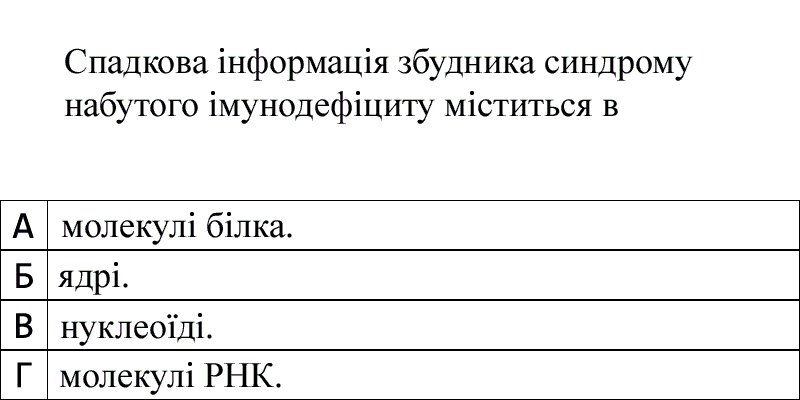 Спадкова інформація збудника синдрому
набутого імунодефіциту міститься в
А молекулі білка.
Б ядрі.
В нуклеоїді.
Г молекулі РНК.